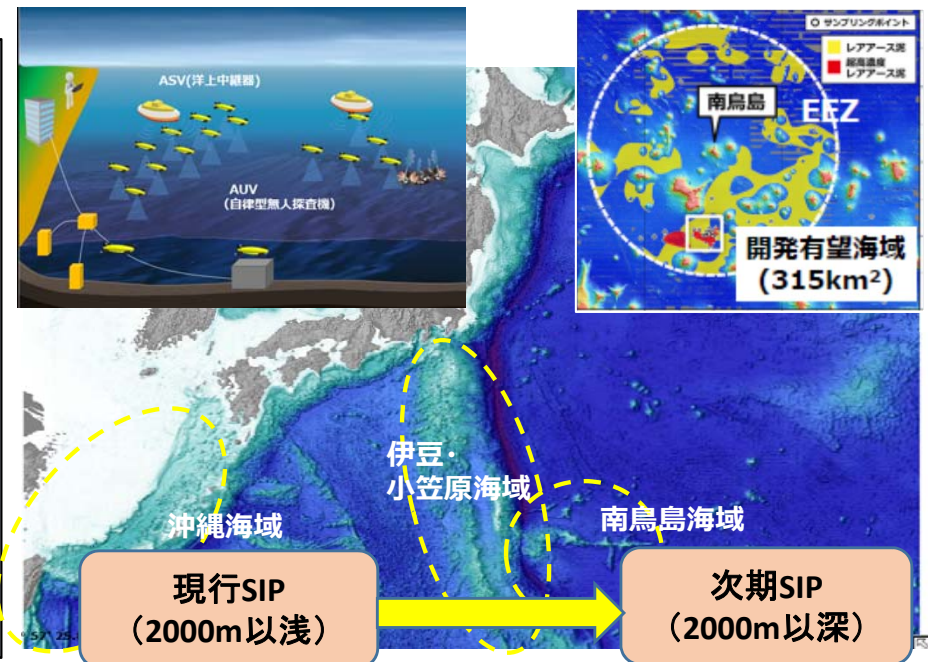 ASV(洋上中継器)
AUV
(自律型無人探査機)
サンプリングポイント
レアアース泥
超高濃度
レアアース泥
南鳥島
EEZ
開発有望海域
(315km²)
伊豆・
小笠原海域
沖縄海域
南鳥島海域
現行SIP
(2000m以浅)
次期SIP
(2000m以深)